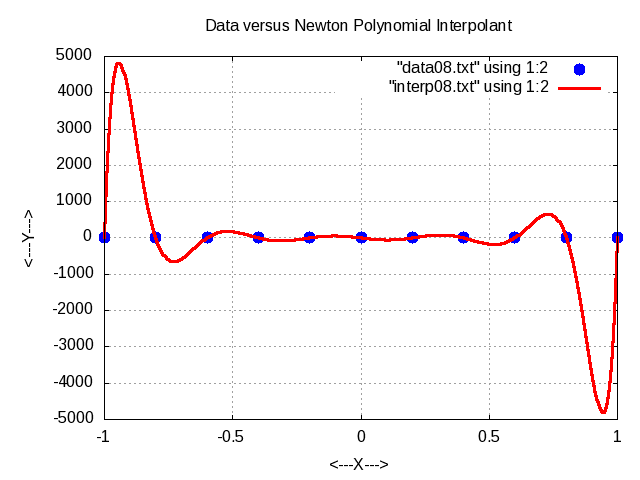 Data versus Newton Polynomial Interpolant
"data08.txt" using 1:2
"interp08.txt" using 1:2
5000
4000
3000
2000
1000
0
-1000
-2000
-3000
-4000
-5000
<---Y--->
-1 -0.5 0 0.5 1
<---X--->